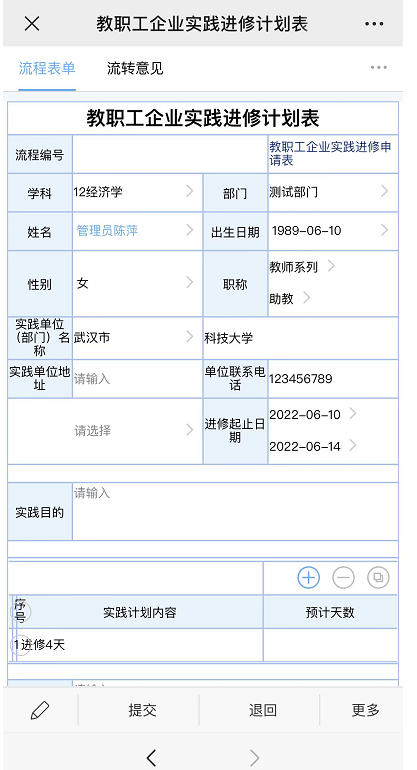 教职工企业实践进修计划表
流程表单 流转意见
教职工企业实践进修计划表
流程编号
教职工企业实践进修申
请表
学科 12经济学 部门 测试部门
姓名 管理员陈萍 出生日期 1989-06-10
性别 女 职称 教师系列
助教
实践单位
（部门）名
称
武汉市 科技大学
实践单位地
址
请输入
单位联系电
话
123456789
请选择
进修起止日
期
2022-06-10
2022-06-14
实践目的
请输入
序
号
实践计划内容 预计天数
1 进修4天
提交 退回 更多